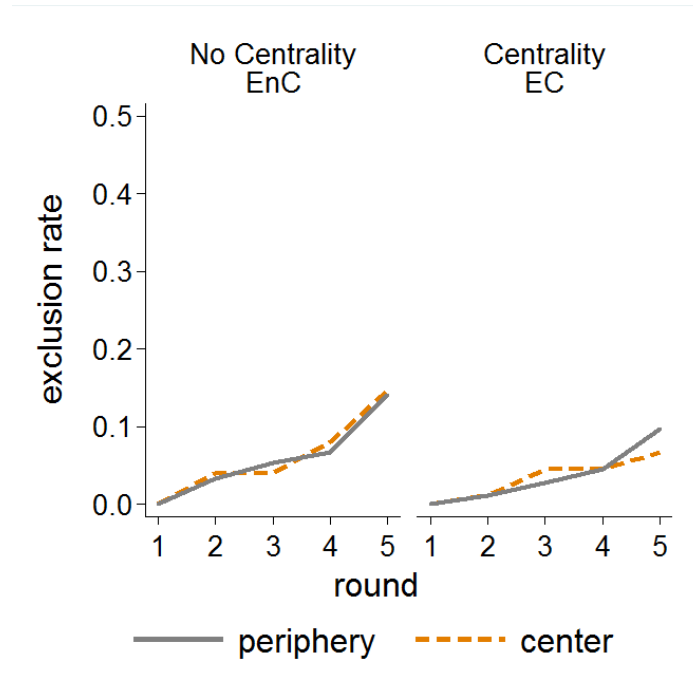 No Centrality
EnC
Centrality
EC
exclusion rate
0.5
0.4
0.3
0.2
0.1
0.0
1 2 3 4 5
1 2 3 4 5
round
periphery
center